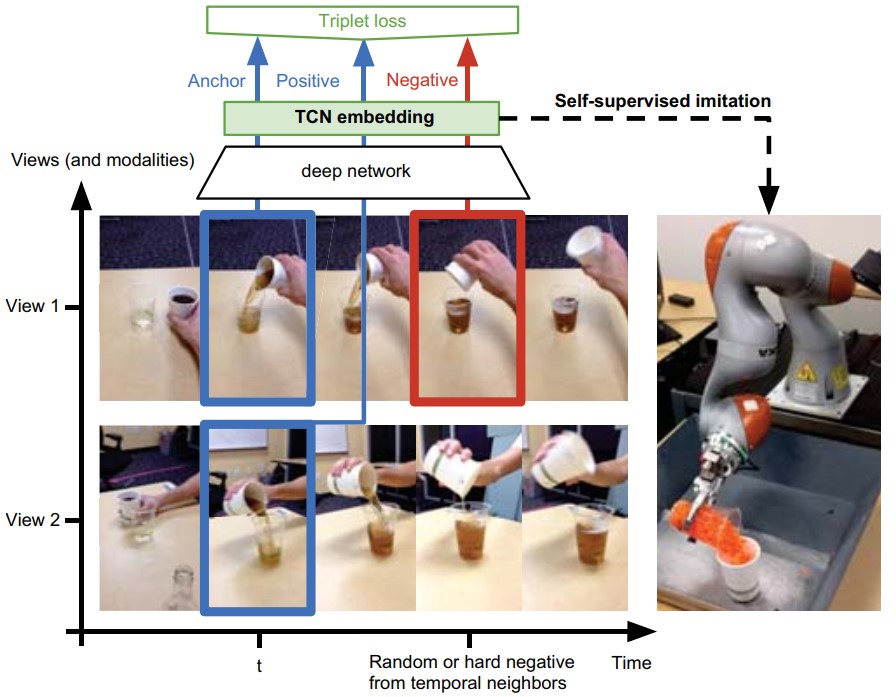 Triplet loss
Anchor
Positive
Negative
TCN embedding
Self-supervised imitation
deep network
Views (and modalities)
View 1
View 2
t
Random or hard negative
from temporal neighbors
Time